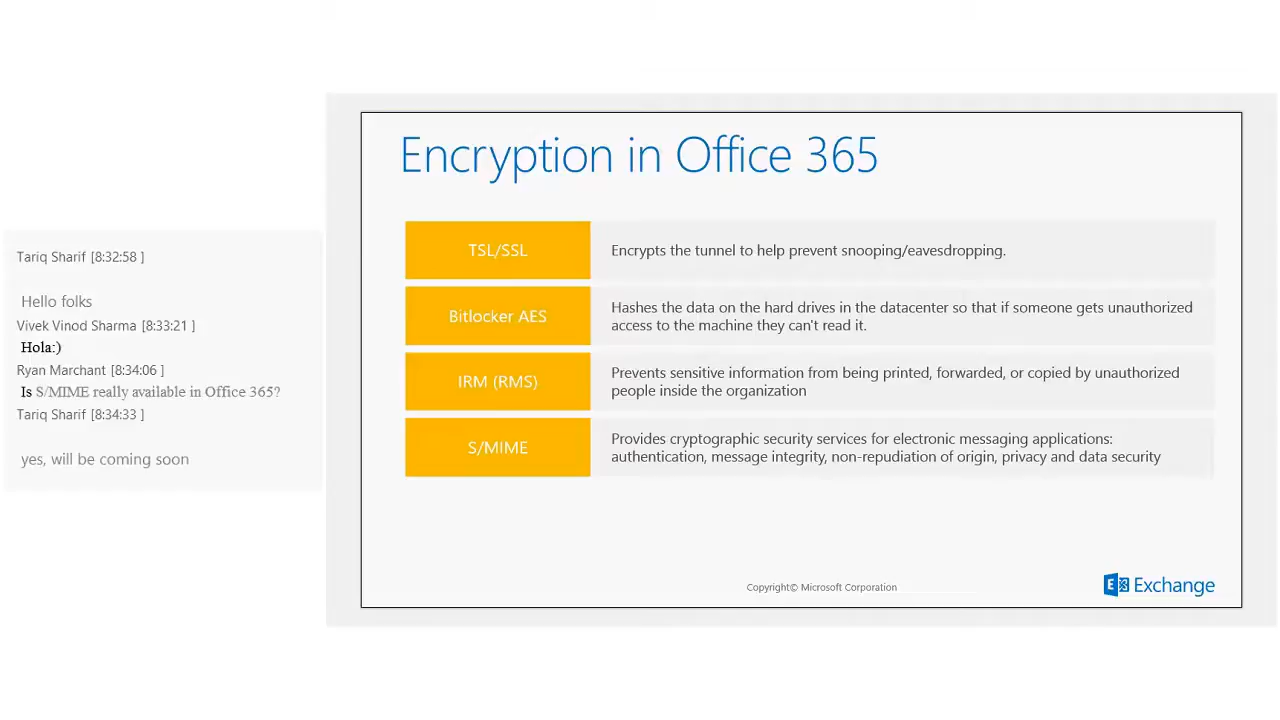 Tariq Sharif [8:32:58 ]
Hello folks
Vivek Vinod Sharma [8:33:21 ]
Hola:)
Ryan Marchant [8:34:06 ]
Is S/MIME really available in Office 365?
Tariq Sharif [8:34:33 ]
yes, will be coming soon
Encryption in Office 365
TSL/SSL
Encrypts the tunnel to help prevent snooping/eavesdropping.
Bitlocker AES
Hashes the data on the hard drives in the datacenter so that if someone gets unauthorized
access to the machine they can't read it.
IRM (RMS)
Prevents sensitive information from being printed, forwarded, or copied by unauthorized
people inside the organization
S/MIME
Provides cryptographic security services for electronic messaging applications:
authentication, message integrity, non-repudiation of origin, privacy and data security
Copyright© Microsoft Corporation
E Exchange